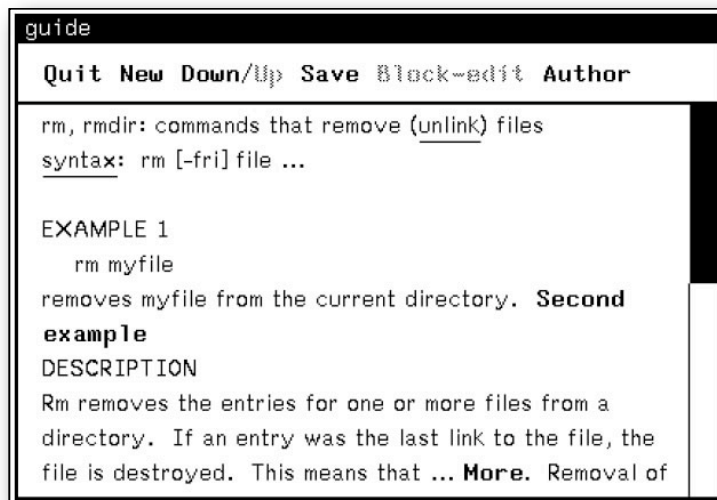 guide
Quit New Down/Up Save Block-edit Author
rm, rmdir: commands that remove (unlink) files
syntax: rm [-fri] file ...
EXAMPLE 1
rm myfile
removes myfile from the current directory. Second
example
DESCRIPTION
Rm removes the entries for one or more files from a
directory. If an entry was the last link to the file, the
file is destroyed. This means that ... More. Removal of